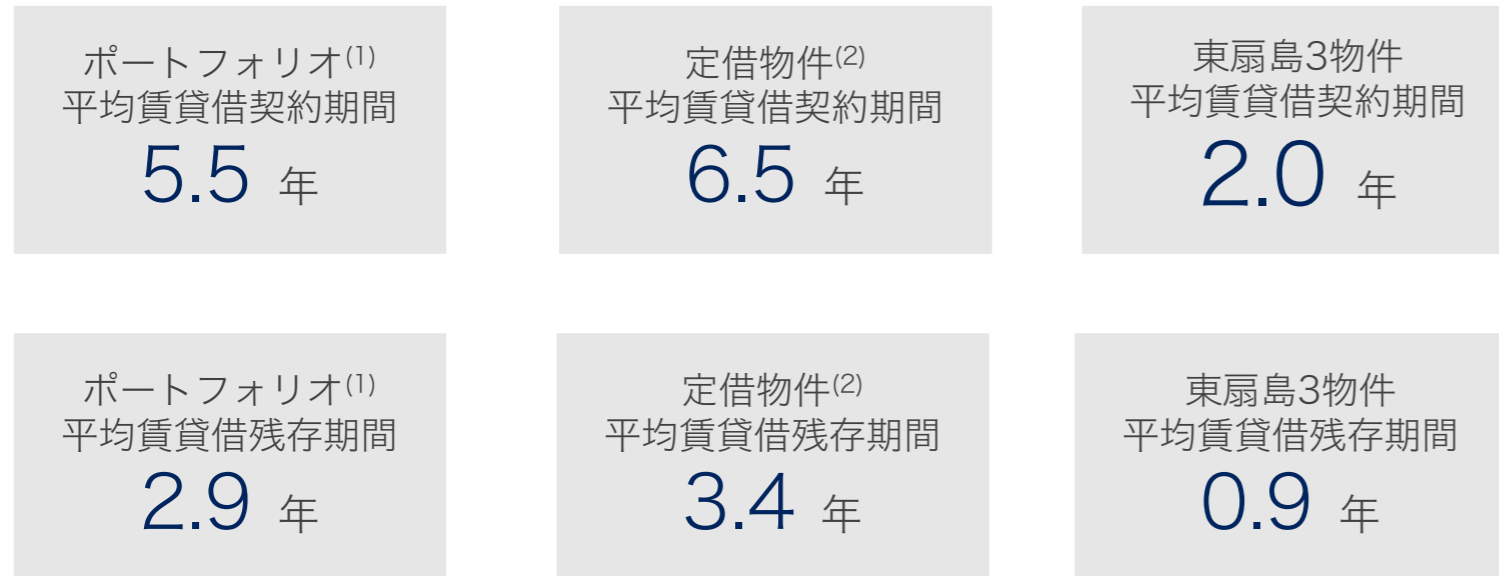 ポートフォリオ(1)
平均賃貸借契約期間
5.5 年
定借物件(2)
平均賃貸借契約期間
6.5 年
東扇島3物件
平均賃貸借契約期間
2.0 年
ポートフォリオ(1)
平均賃貸借残存期間
2.9 年
定借物件(2)
平均賃貸借残存期間
3.4 年
東扇島3物件
平均賃貸借残存期間
0.9 年